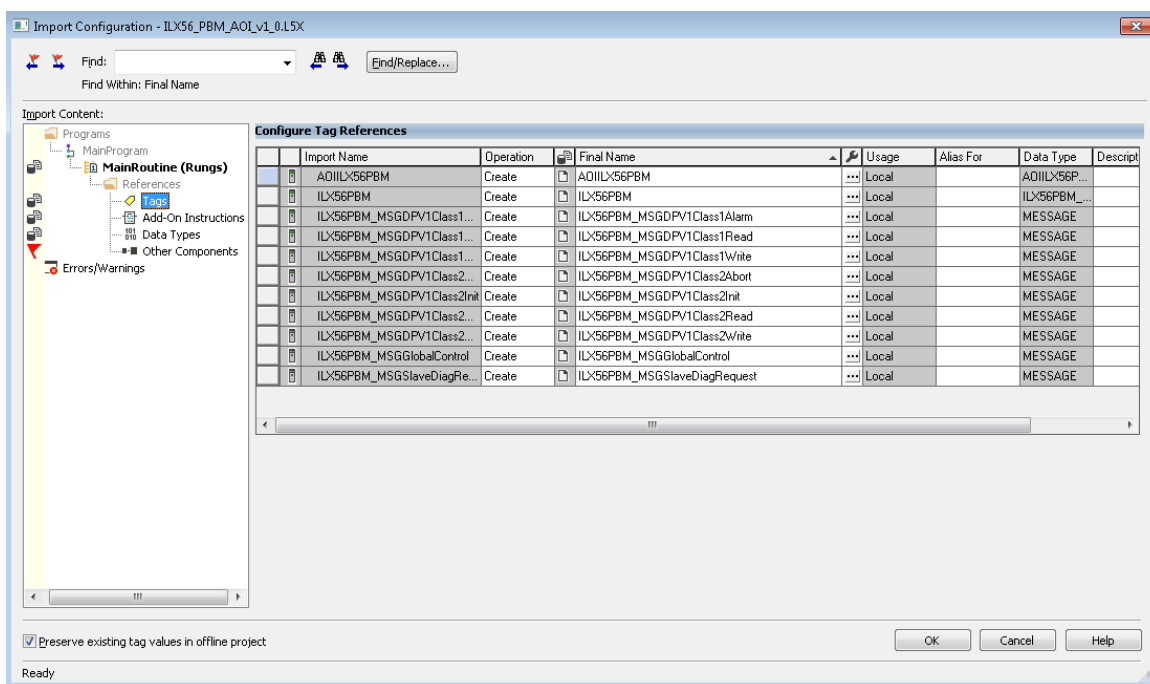 Import Configuration - ILX56_PBM_AOI_v1_0.L5X
Find:
Find/Replace...
Find Within: Final Name
Import Content:
Programs
MainProgram
MainRoutine (Rungs)
References
Tags
Add-On Instructions
Data Types
Other Components
Errors/Warnings
Configure Tag References
Import Name Operation Final Name Usage Alias For Data Type Descript
AOIILX56PBM Create AOIILX56PBM ... Local AOIILX56P...
ILX56PBM Create ILX56PBM ... Local ILX56PBM_...
ILX56PBM_MSGDPV1Class1... Create ILX56PBM_MSGDPV1Class1Alarm ... Local MESSAGE
ILX56PBM_MSGDPV1Class1... Create ILX56PBM_MSGDPV1Class1Read ... Local MESSAGE
ILX56PBM_MSGDPV1Class1... Create ILX56PBM_MSGDPV1Class1Write ... Local MESSAGE
ILX56PBM_MSGDPV1Class2... Create ILX56PBM_MSGDPV1Class2Abort ... Local MESSAGE
ILX56PBM_MSGDPV1Class2Init Create ILX56PBM_MSGDPV1Class2Init ... Local MESSAGE
ILX56PBM_MSGDPV1Class2... Create ILX56PBM_MSGDPV1Class2Read ... Local MESSAGE
ILX56PBM_MSGDPV1Class2... Create ILX56PBM_MSGDPV1Class2Write ... Local MESSAGE
ILX56PBM_MSGGlobalControl Create ILX56PBM_MSGGlobalControl ... Local MESSAGE
ILX56PBM_MSGSlaveDiagRe... Create ILX56PBM_MSGSlaveDiagRequest ... Local MESSAGE
Preserve existing tag values in offline project
OK Cancel Help
Ready